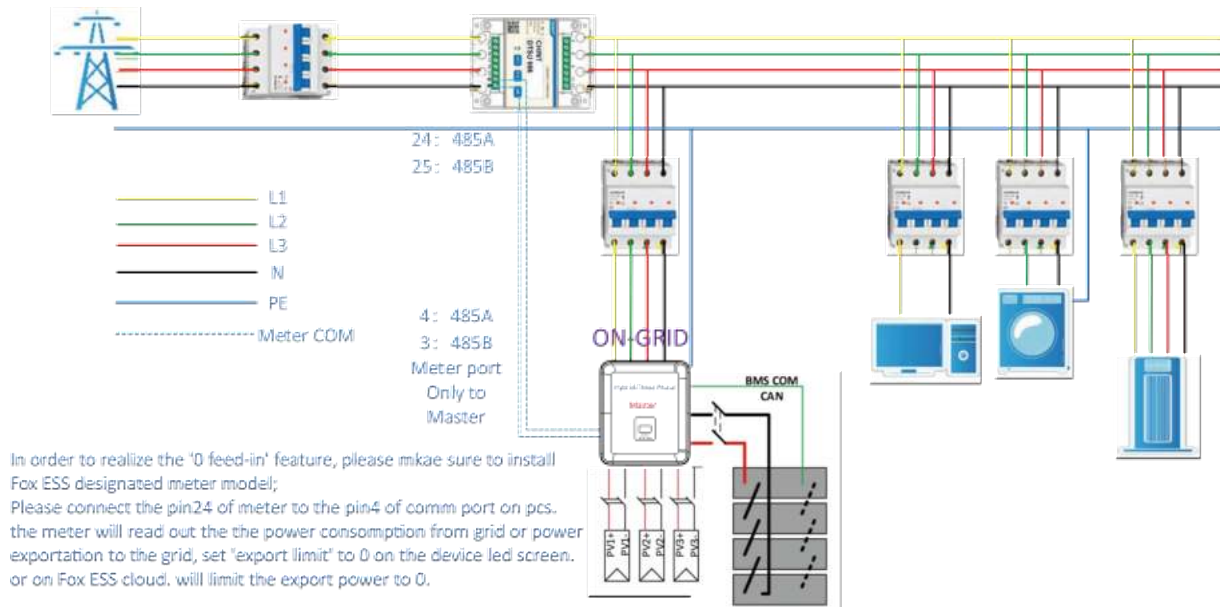 CHINT
DTSU 666
24: 485A
25: 485B
L1
L2
L3
N
PE
Meter COM
4: 485A
3: 485B
Meter port
Only to
Master
ON-GRID
Master
BMS COM
CAN
PV1+
PV1-
PV2+
PV2-
PV3+
PV3-
In order to realize the '0 feed-in' feature, please mkae sure to install
Fox ESS designated meter model;
Please connect the pin24 of meter to the pin4 of comm port on pcs.
the meter will read out the the power consumption from grid or power
exportation to the grid, set "export limit" to 0 on the device led screen.
or on Fox ESS cloud. will limit the export power to 0.